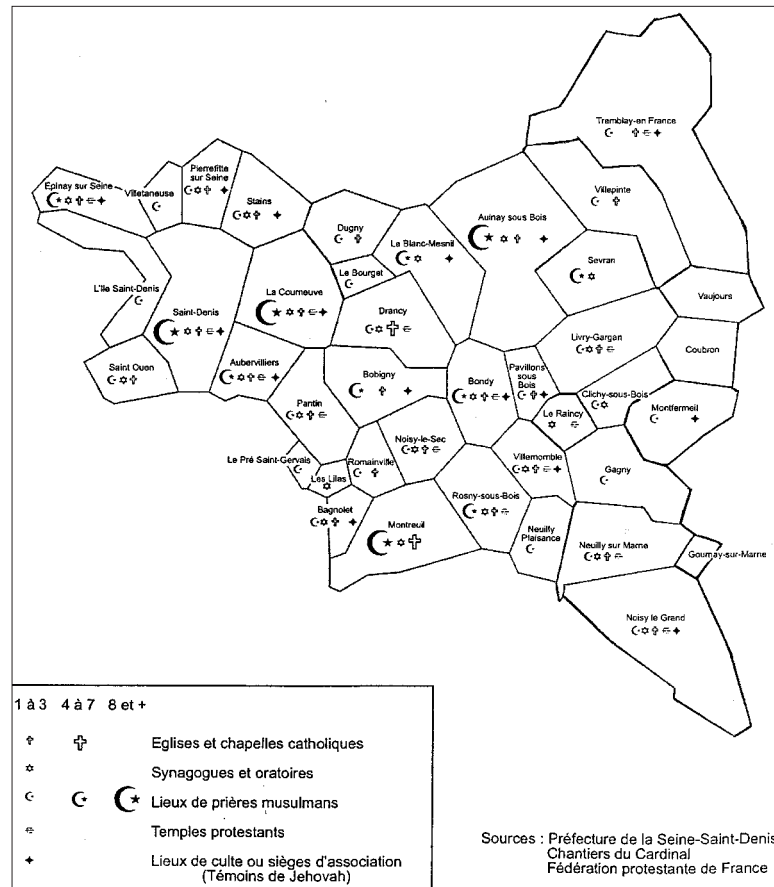 Tremblay-en France
Pierrefitte
sur Seine
Epinay sur Seine
Villetaneuse
Stains
Villepinte
Dugny
Aulnay sous Bois
Le Blanc-Mesnil
Sevran
Le Bourget
L'Ile Saint-Denis
La Courneuve
Vaujours
Saint-Denis
Drancy
Livry-Gargan
Coubron
Saint Ouen
Aubervilliers
Bobigny
Bondy
Pavillons
sous
Bois
Clichy-sous-Bois
Pantin
Le Raincy
Montfermeil
Noisy-le-Sec
Le Pré Saint-Gervais
Romainville
Villemomble
Gagny
Les Lilas
Rosny-sous-Bois
Bagnolet
Montreuil
Neuilly
Plaisance
Neuilly sur Marne
Gournay-sur-Marne
Noisy le Grand
1 à 3 4 à 7 8 et +
Eglises et chapelles catholiques
Synagogues et oratoires
Lieux de prières musulmans
Temples protestants
Lieux de culte ou sièges d'association
(Témoins de Jehovah)
Sources : Préfecture de la Seine-Saint-Denis
Chantiers du Cardinal
Fédération protestante de France